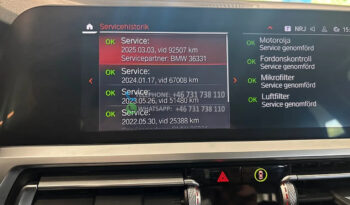 Servicehistorik
NRJ
15
OK Service:
2025.03.03, vid 92507 km
Servicepartner: BMW 36331
OK Service:
2024.01.17, vid 67008 km
OK Service:
2023.05.26, vid 51480 km
OK Service:
2022.05.30, vid 25388 km
OK Motorolja
Service genomförd
OK Fordonskontroll
Service genomförd
OK Mikrofilter
Service genomförd
OK Luftfilter
Service genomförd
TELEPHONE: +46 731 738 110
WHATSAPP: +46 731 738 110